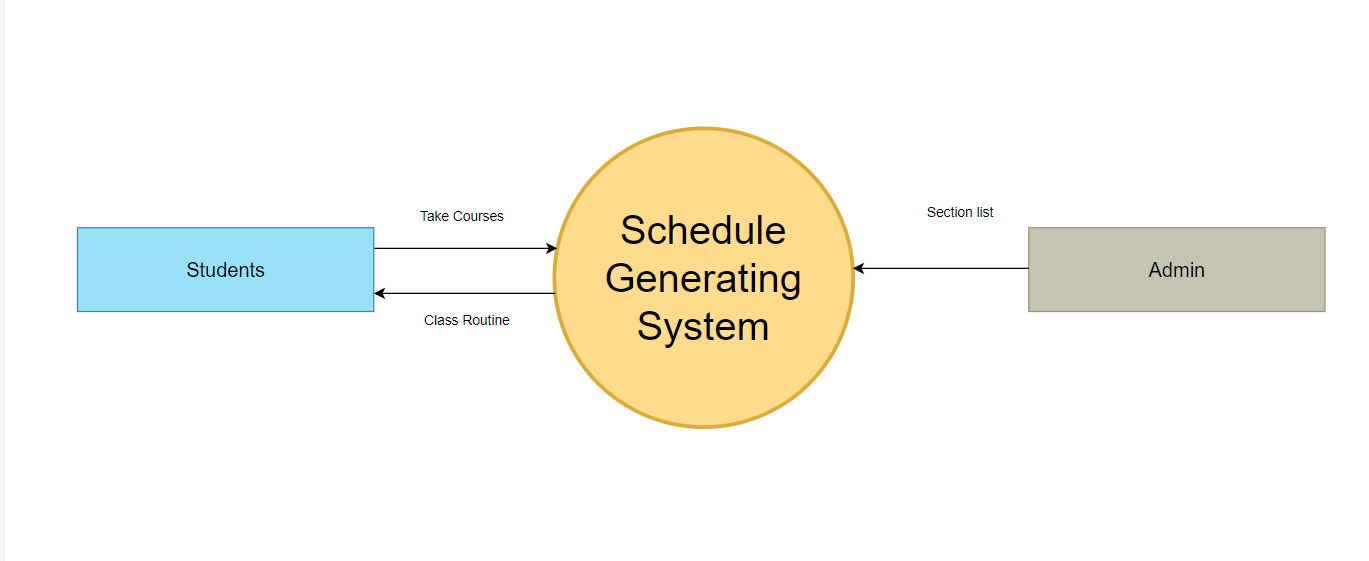 Take Courses
Section list
Students
Schedule
Generating
System
Admin
Class Routine